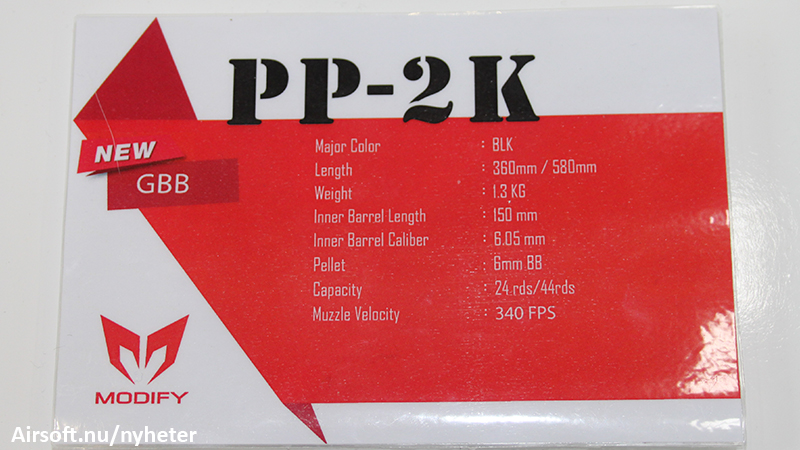 PP-2K
NEW
GBB
Major Color : BLK
Length : 360mm / 580mm
Weight : 1.3 KG
Inner Barrel Length : 150 mm
Inner Barrel Caliber : 6.05 mm
Pellet : 6mm BB
Capacity : 24 rds/44rds
Muzzle Velocity : 340 FPS
MODIFY
Airsoft.nu/nyheter